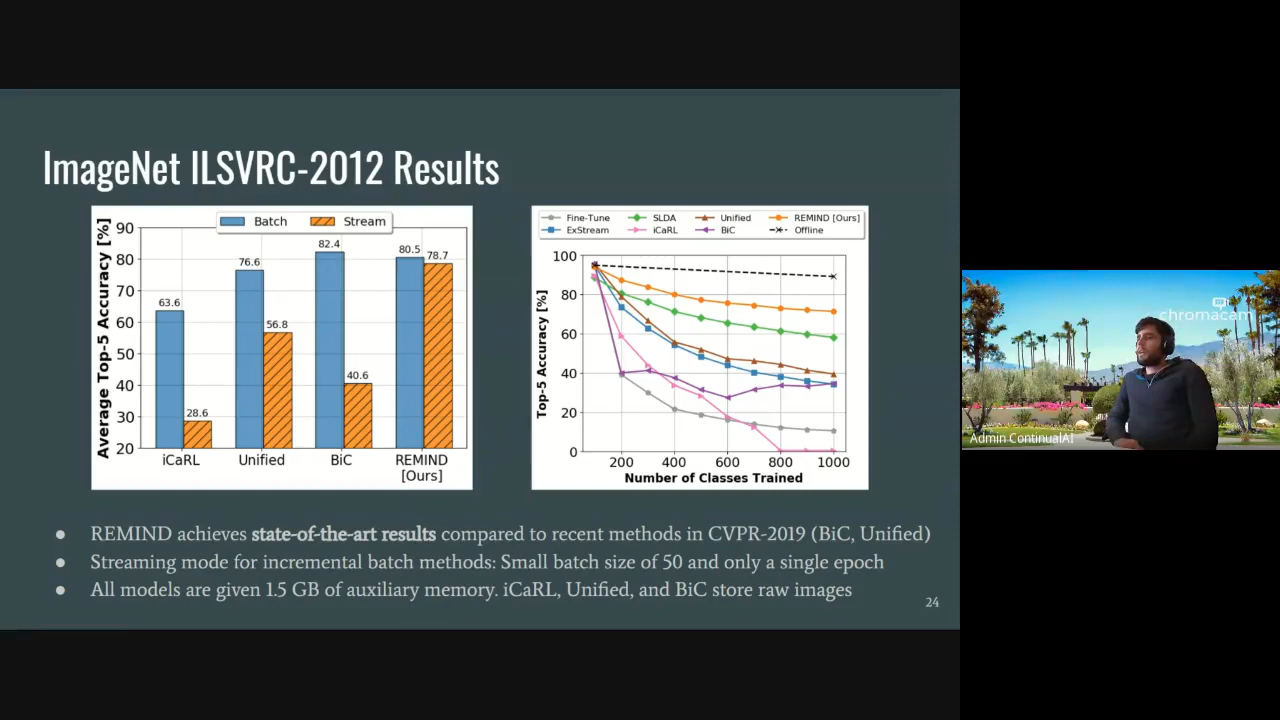 ImageNet ILSVRC-2012 Results
Batch Stream
Average Top-5 Accuracy [%]
90
80
70
60
50
40
30
20
63.6
28.6
76.6
56.8
82.4
40.6
80.5
78.7
iCaRL Unified BiC REMIND
[Ours]
Fine-Tune SLDA Unified REMIND [Ours]
ExStream iCaRL BiC Offline
Top-5 Accuracy [%]
100
80
60
40
20
0
200 400 600 800 1000
Number of Classes Trained
● REMIND achieves state-of-the-art results compared to recent methods in CVPR-2019 (BiC, Unified)
● Streaming mode for incremental batch methods: Small batch size of 50 and only a single epoch
● All models are given 1.5 GB of auxiliary memory. iCaRL, Unified, and BiC store raw images
24
chromacam
Admin ContinualAI